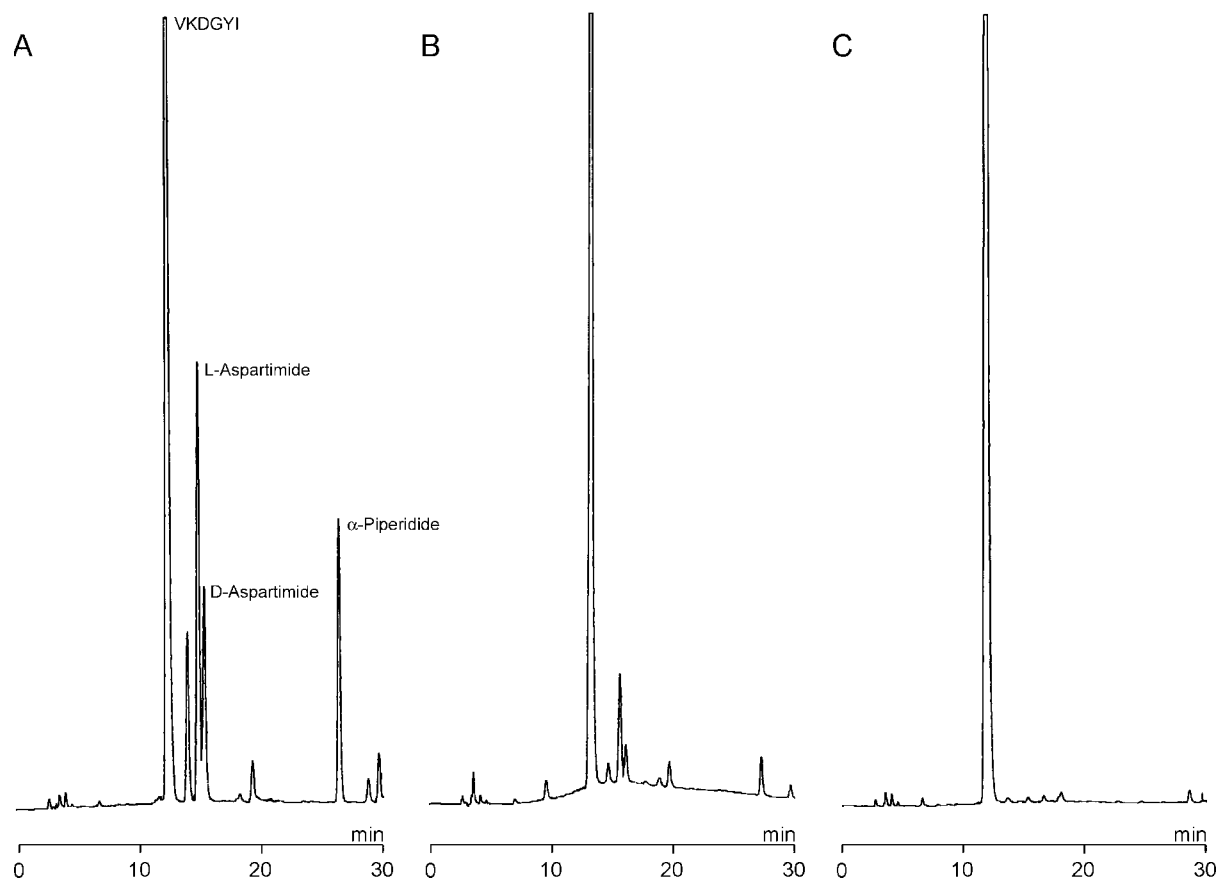 A
VKDGYI
L-Aspartimide
α-Piperidide
D-Aspartimide
min
0 10 20 30
B
min
0 10 20 30
C
min
0 10 20 30